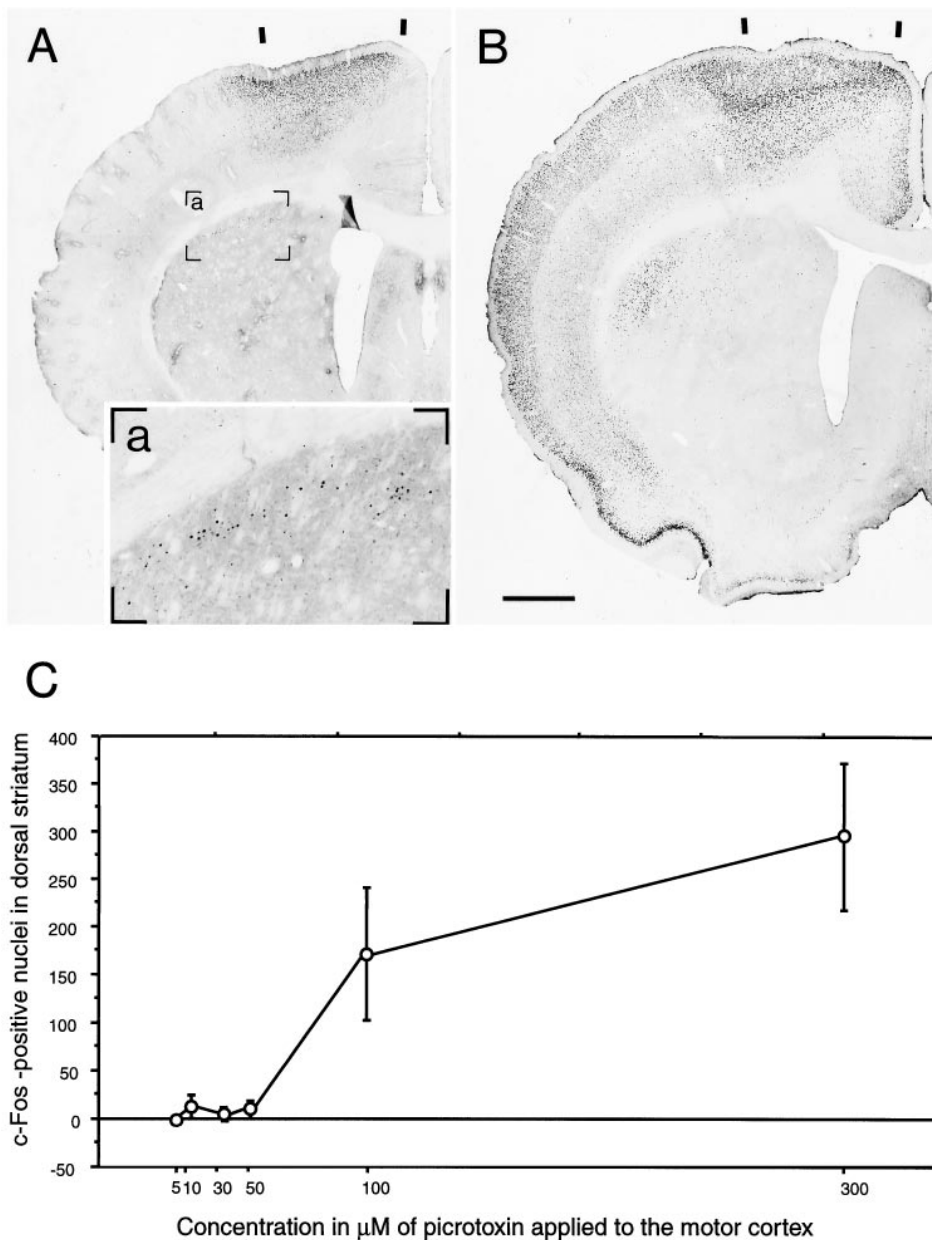 A
B
a
a
C
400
350
300
250
200
150
100
50
0
-50
c-Fos -positive nuclei in dorsal striatum
5 10 30 50 100 300
Concentration in µM of picrotoxin applied to the motor cortex